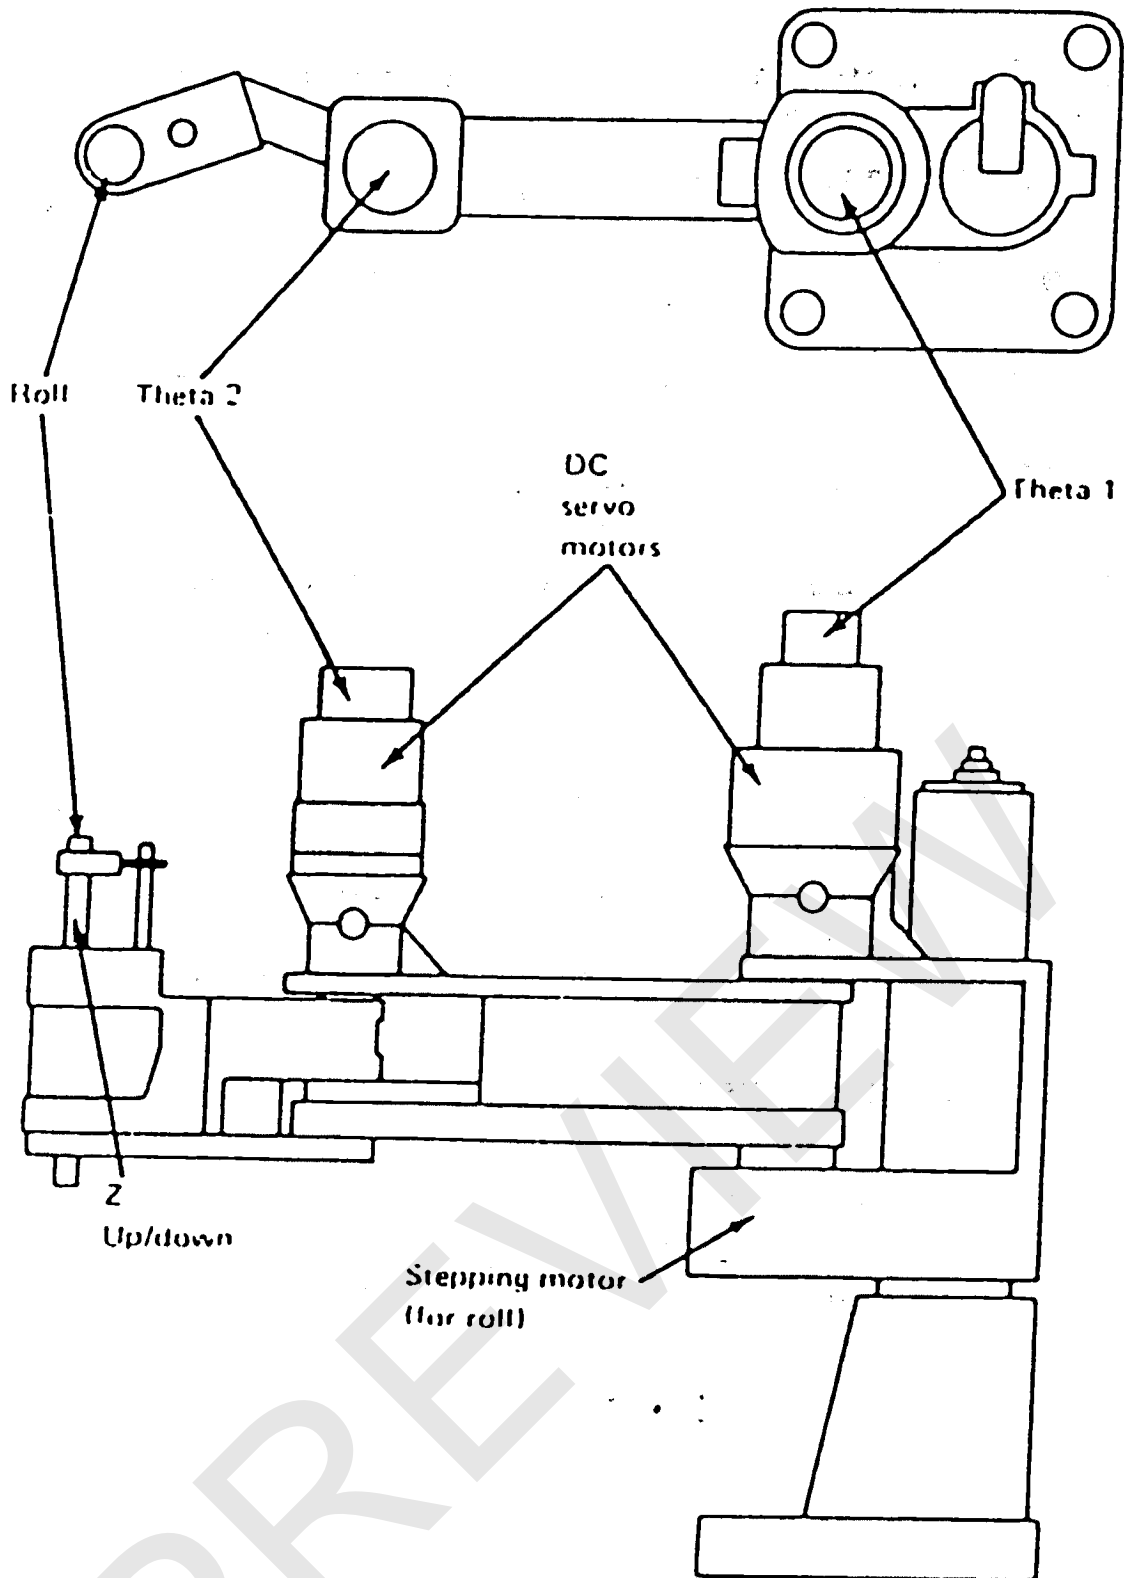 Roll
Theta 2
DC
servo
motors
Theta 1
Z
Up/down
Stepping motor
(for roll)
PREVIEW